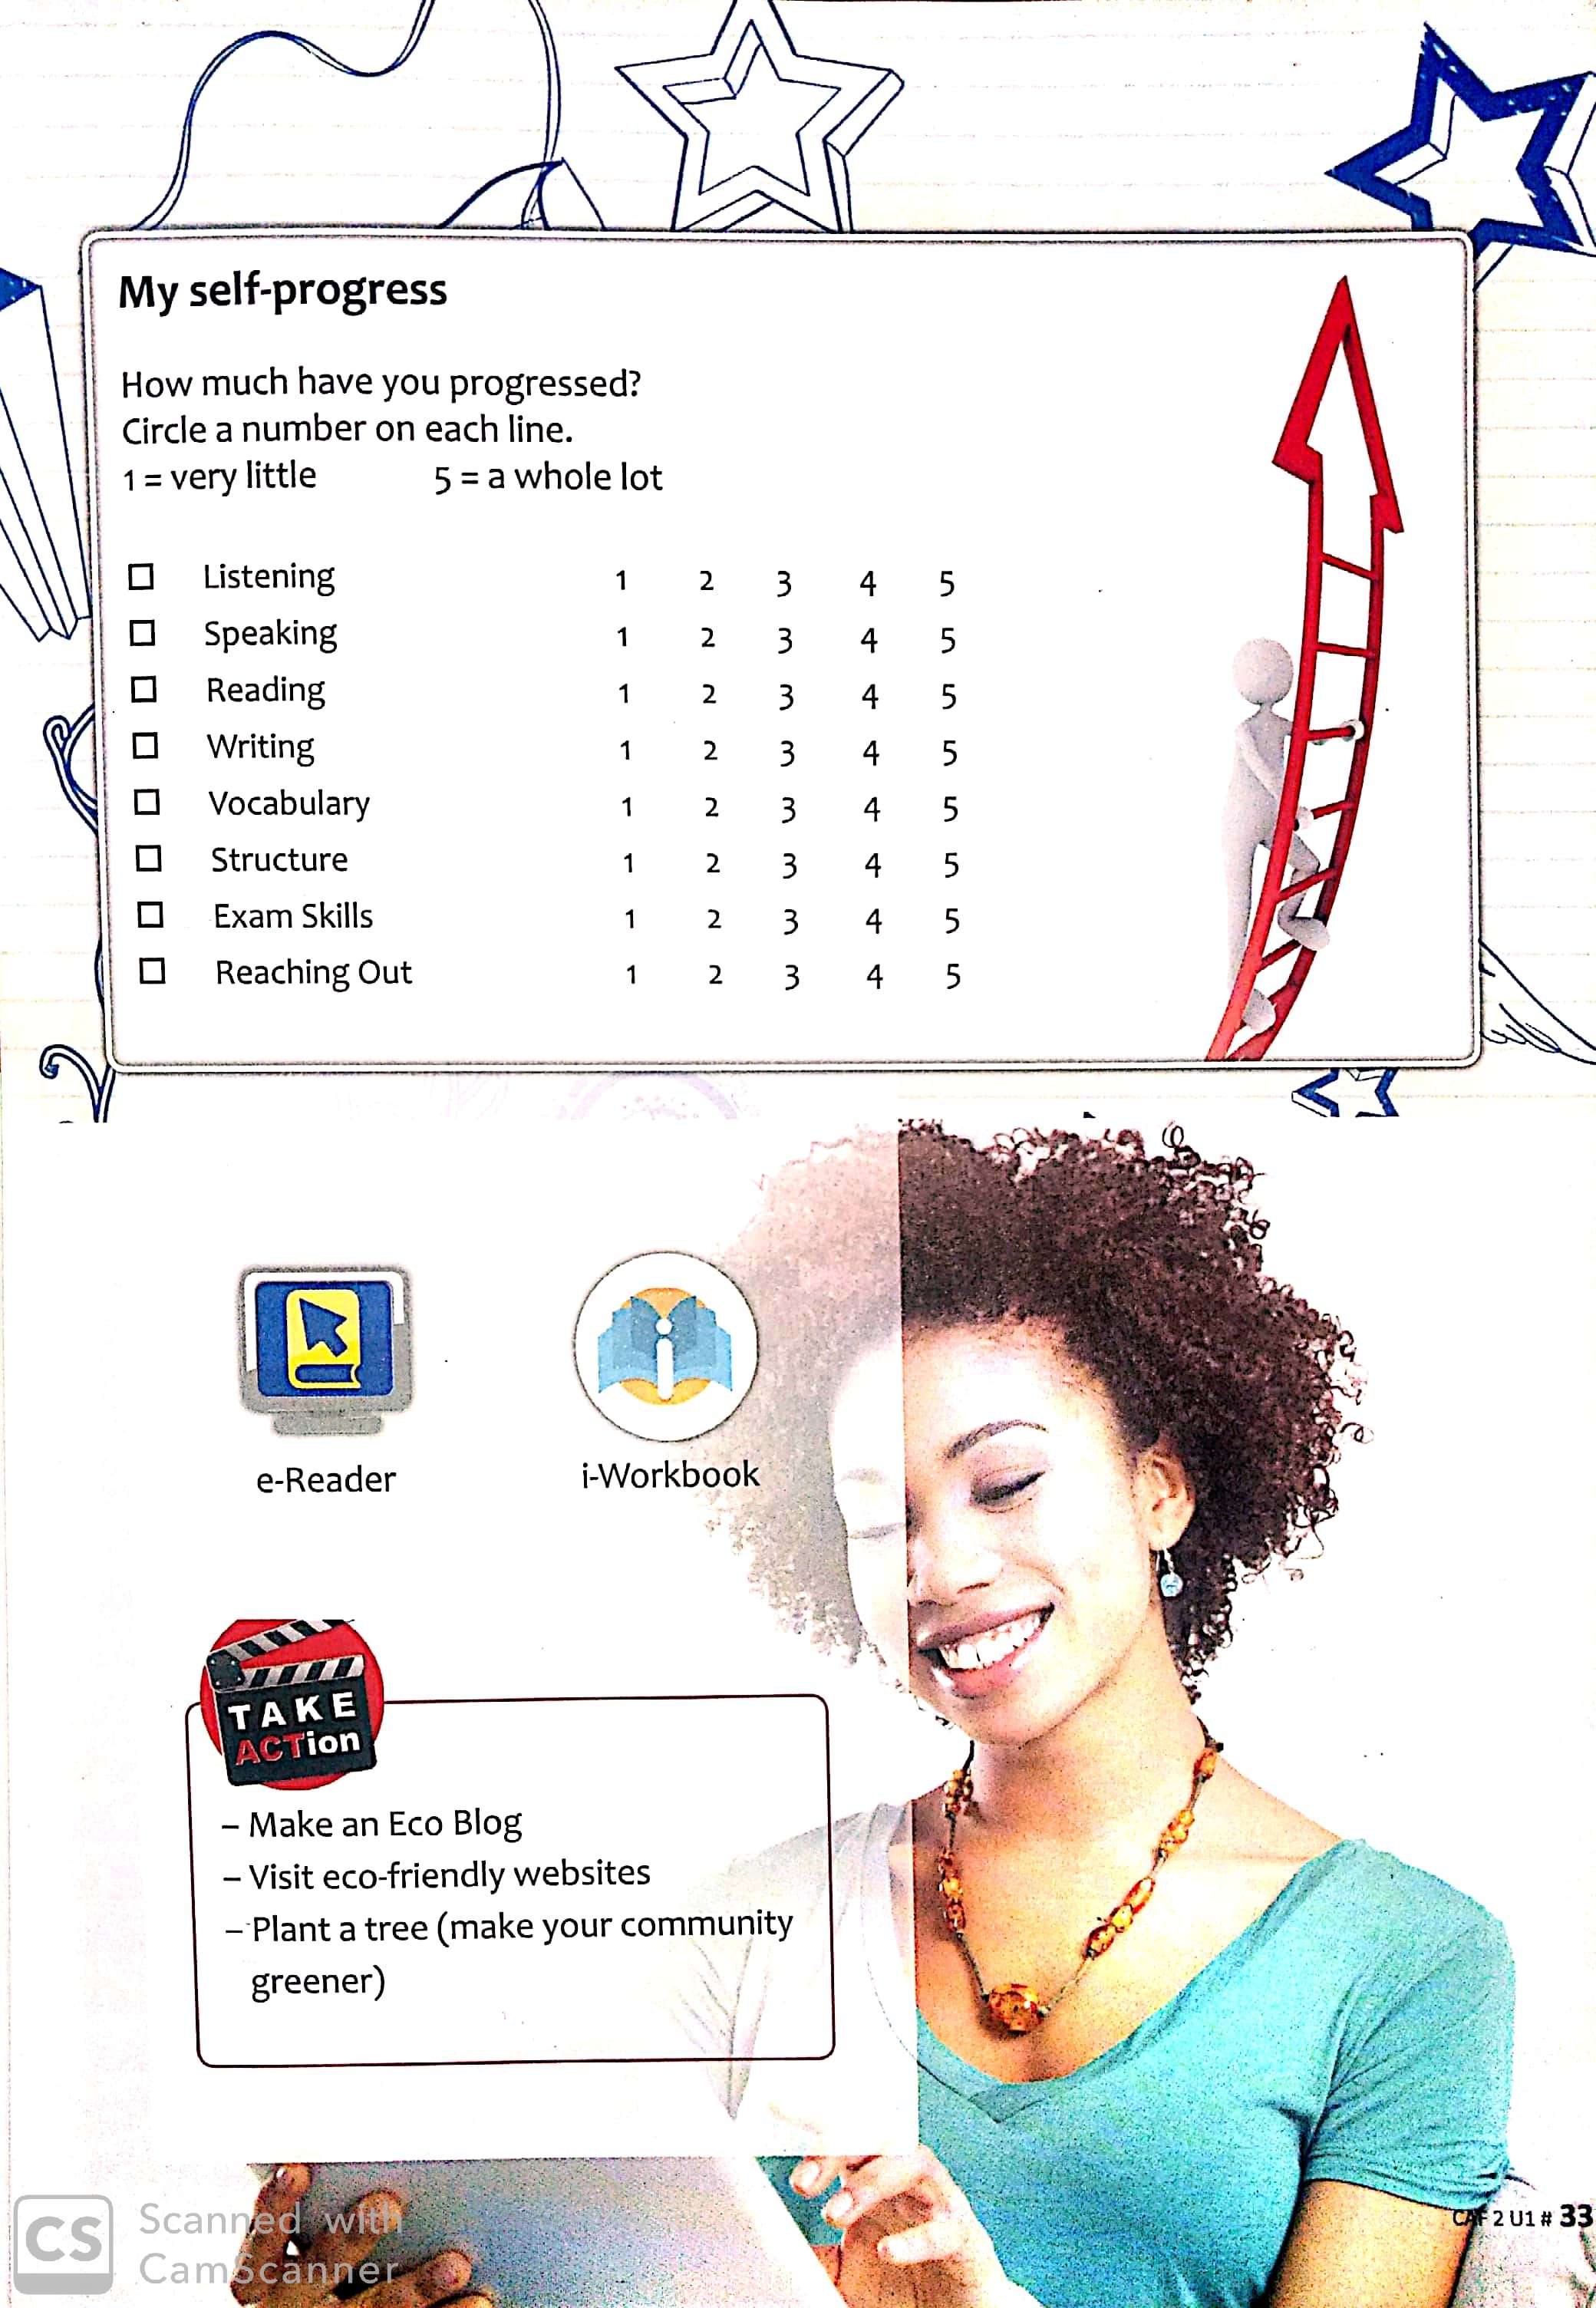 My self-progress
How much have you progressed?
Circle a number on each line.
1 = very little 5 = a whole lot
Listening 1 2 3 4 5
Speaking 1 2 3 4 5
Reading 1 2 3 4 5
Writing 1 2 3 4 5
Vocabulary 1 2 3 4 5
Structure 1 2 3 4 5
Exam Skills 1 2 3 4 5
Reaching Out 1 2 3 4 5
e-Reader
i-Workbook
TAKE
ACTion
– Make an Eco Blog
– Visit eco-friendly websites
– Plant a tree (make your community
greener)
CAF 2 U1 # 33
CS
Scanned with
CamScanner